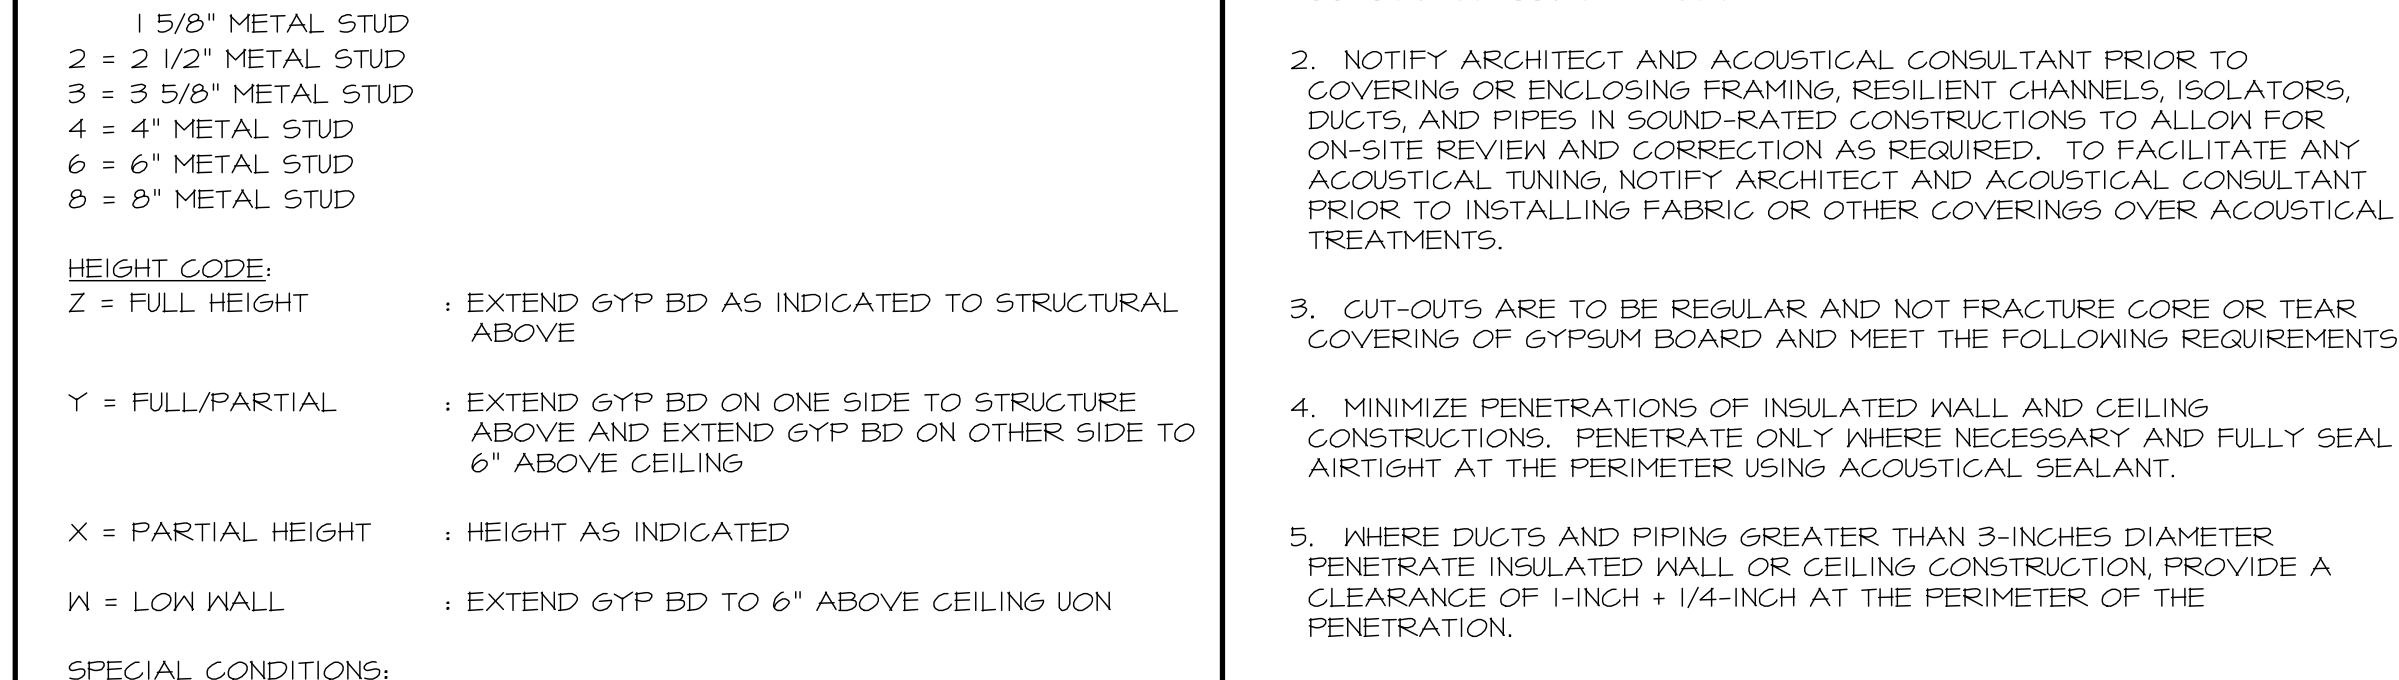 1 5/8" METAL STUD
2 = 2 1/2" METAL STUD
3 = 3 5/8" METAL STUD
4 = 4" METAL STUD
6 = 6" METAL STUD
8 = 8" METAL STUD
HEIGHT CODE:
Z = FULL HEIGHT : EXTEND GYP BD AS INDICATED TO STRUCTURAL
ABOVE
Y = FULL/PARTIAL : EXTEND GYP BD ON ONE SIDE TO STRUCTURE
ABOVE AND EXTEND GYP BD ON OTHER SIDE TO
6" ABOVE CEILING
X = PARTIAL HEIGHT : HEIGHT AS INDICATED
W = LOW WALL : EXTEND GYP BD TO 6" ABOVE CEILING UON
SPECIAL CONDITIONS:
2. NOTIFY ARCHITECT AND ACOUSTICAL CONSULTANT PRIOR TO
COVERING OR ENCLOSING FRAMING, RESILIENT CHANNELS, ISOLATORS,
DUCTS, AND PIPES IN SOUND-RATED CONSTRUCTIONS TO ALLOW FOR
ON-SITE REVIEW AND CORRECTION AS REQUIRED. TO FACILITATE ANY
ACOUSTICAL TUNING, NOTIFY ARCHITECT AND ACOUSTICAL CONSULTANT
PRIOR TO INSTALLING FABRIC OR OTHER COVERINGS OVER ACOUSTICAL
TREATMENTS.
3. CUT-OUTS ARE TO BE REGULAR AND NOT FRACTURE CORE OR TEAR
COVERING OF GYPSUM BOARD AND MEET THE FOLLOWING REQUIREMENTS
4. MINIMIZE PENETRATIONS OF INSULATED WALL AND CEILING
CONSTRUCTIONS. PENETRATE ONLY WHERE NECESSARY AND FULLY SEAL
AIRTIGHT AT THE PERIMETER USING ACOUSTICAL SEALANT.
5. WHERE DUCTS AND PIPING GREATER THAN 3-INCHES DIAMETER
PENETRATE INSULATED WALL OR CEILING CONSTRUCTION, PROVIDE A
CLEARANCE OF 1-INCH + 1/4-INCH AT THE PERIMETER OF THE
PENETRATION.